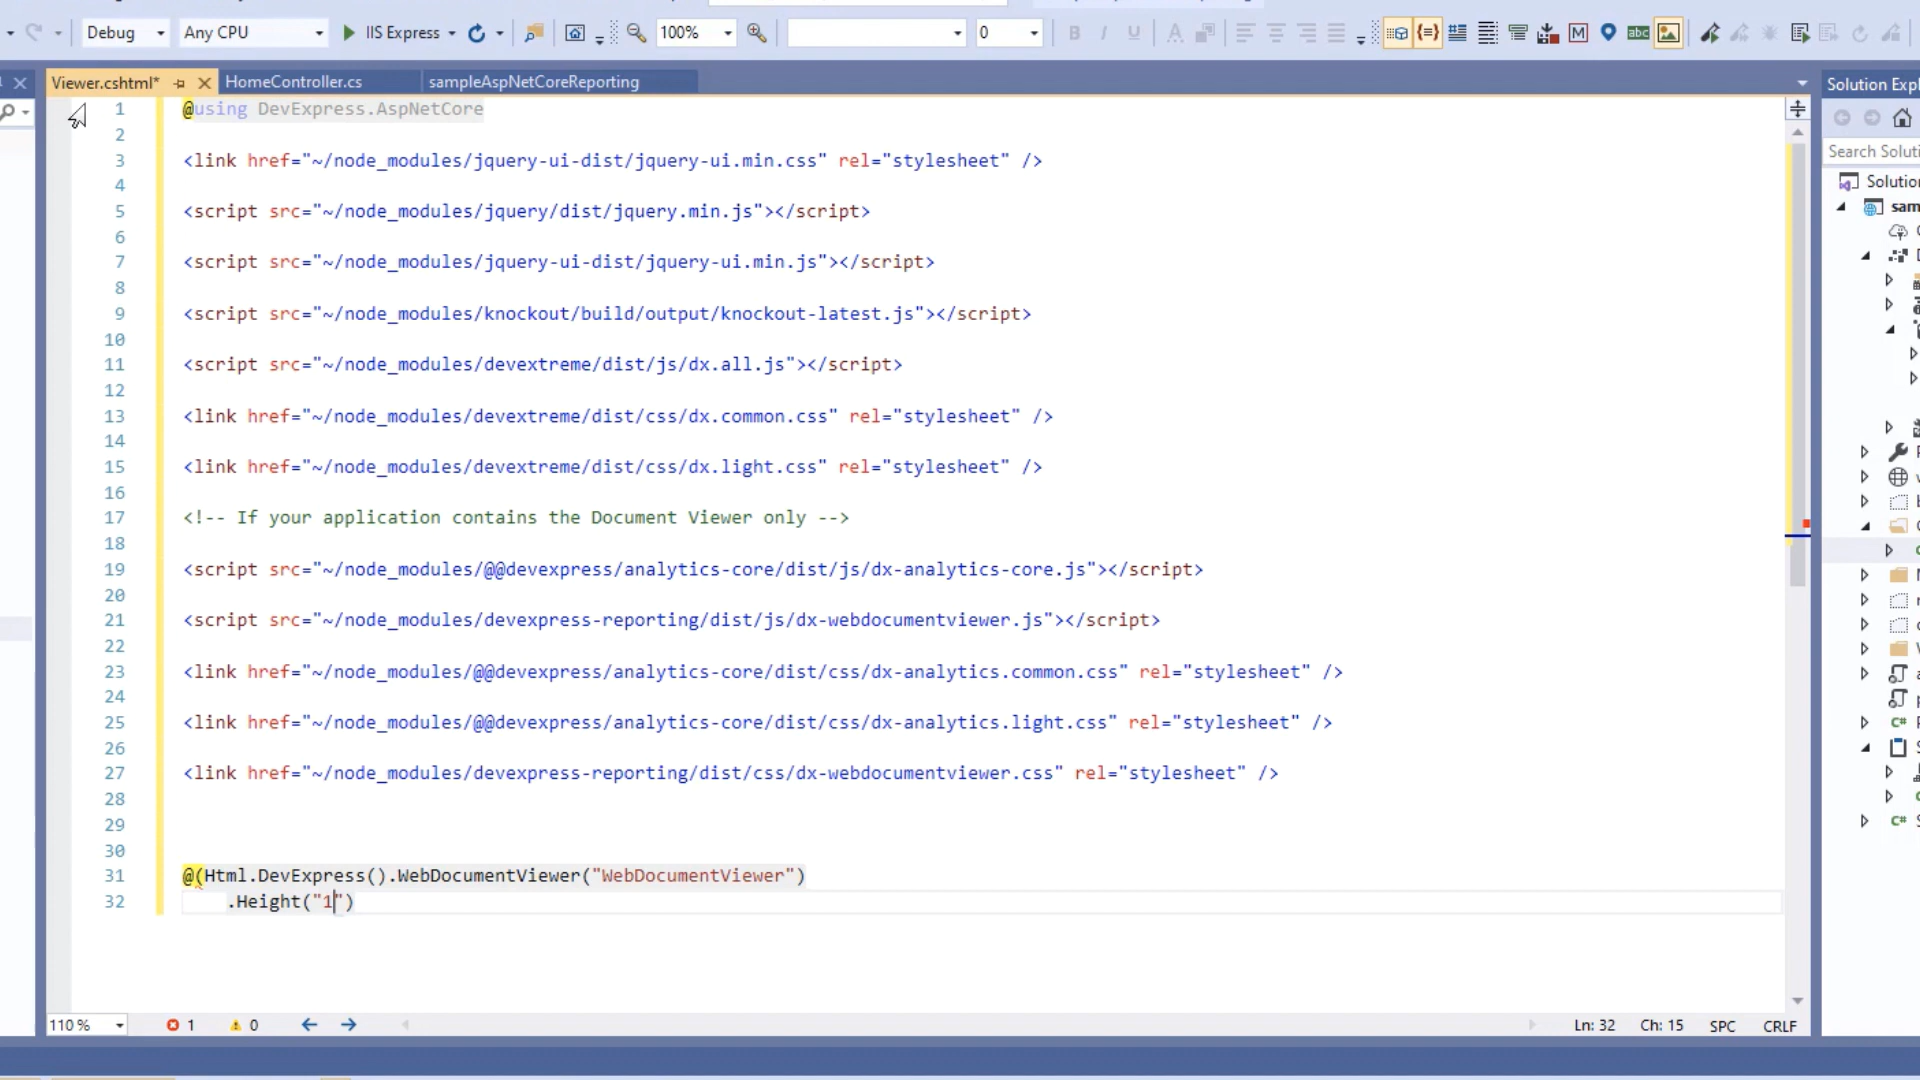 Debug
Any CPU
IIS Express
100%
0
Viewer.cshtml*
HomeController.cs
sampleAspNetCoreReporting
Solution Expl
Search Soluti
Solution
sam
1 @using DevExpress.AspNetCore
2
3 <link href="~/node_modules/jquery-ui-dist/jquery-ui.min.css" rel="stylesheet" />
4
5 <script src="~/node_modules/jquery/dist/jquery.min.js"></script>
6
7 <script src="~/node_modules/jquery-ui-dist/jquery-ui.min.js"></script>
8
9 <script src="~/node_modules/knockout/build/output/knockout-latest.js"></script>
10
11 <script src="~/node_modules/devextreme/dist/js/dx.all.js"></script>
12
13 <link href="~/node_modules/devextreme/dist/css/dx.common.css" rel="stylesheet" />
14
15 <link href="~/node_modules/devextreme/dist/css/dx.light.css" rel="stylesheet" />
16
17 <!-- If your application contains the Document Viewer only -->
18
19 <script src="~/node_modules/@@devexpress/analytics-core/dist/js/dx-analytics-core.js"></script>
20
21 <script src="~/node_modules/devexpress-reporting/dist/js/dx-webdocumentviewer.js"></script>
22
23 <link href="~/node_modules/@@devexpress/analytics-core/dist/css/dx-analytics.common.css" rel="stylesheet" />
24
25 <link href="~/node_modules/@@devexpress/analytics-core/dist/css/dx-analytics.light.css" rel="stylesheet" />
26
27 <link href="~/node_modules/devexpress-reporting/dist/css/dx-webdocumentviewer.css" rel="stylesheet" />
28
29
30
31 @(Html.DevExpress().WebDocumentViewer("WebDocumentViewer")
32 .Height("1")
110 %
1
0
Ln: 32
Ch: 15
SPC
CRLF